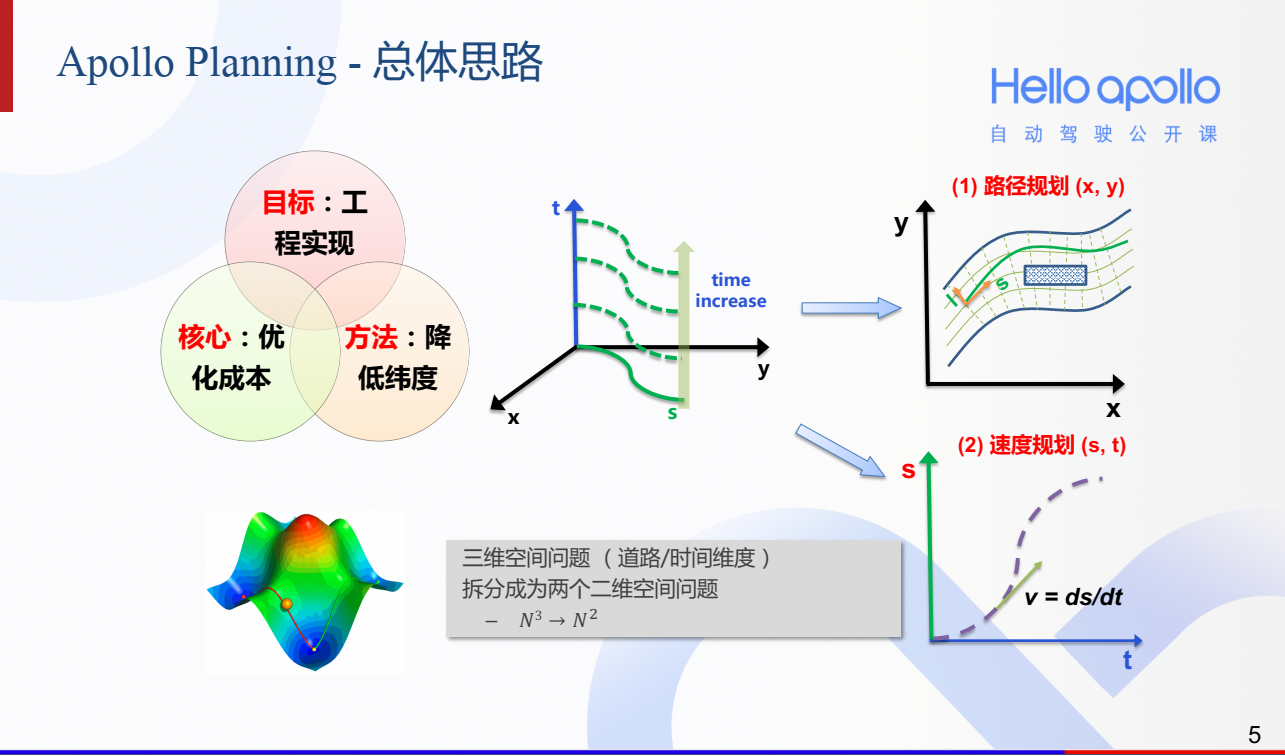 Apollo Planning - 总体思路
Hello apollo
自动驾驶公开课
目标：工
程实现
核心：优
化成本
方法：降
低纬度
t
time
increase
y
x
s
(1) 路径规划 (x, y)
y
l
s
x
(2) 速度规划 (s, t)
s
v = ds/dt
t
三维空间问题 （道路/时间维度）
拆分成为两个二维空间问题
– N³ → N²
5